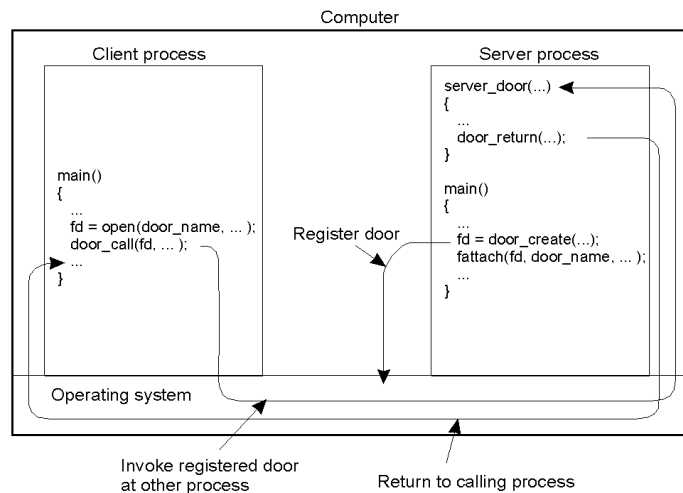 Computer
Client process
main()
{
...
fd = open(door_name, ... );
door_call(fd, ... );
...
}
Server process
server_door(...)
{
...
door_return(...);
}
main()
{
...
fd = door_create(...);
fattach(fd, door_name, ... );
...
}
Register door
Operating system
Invoke registered door
at other process
Return to calling process